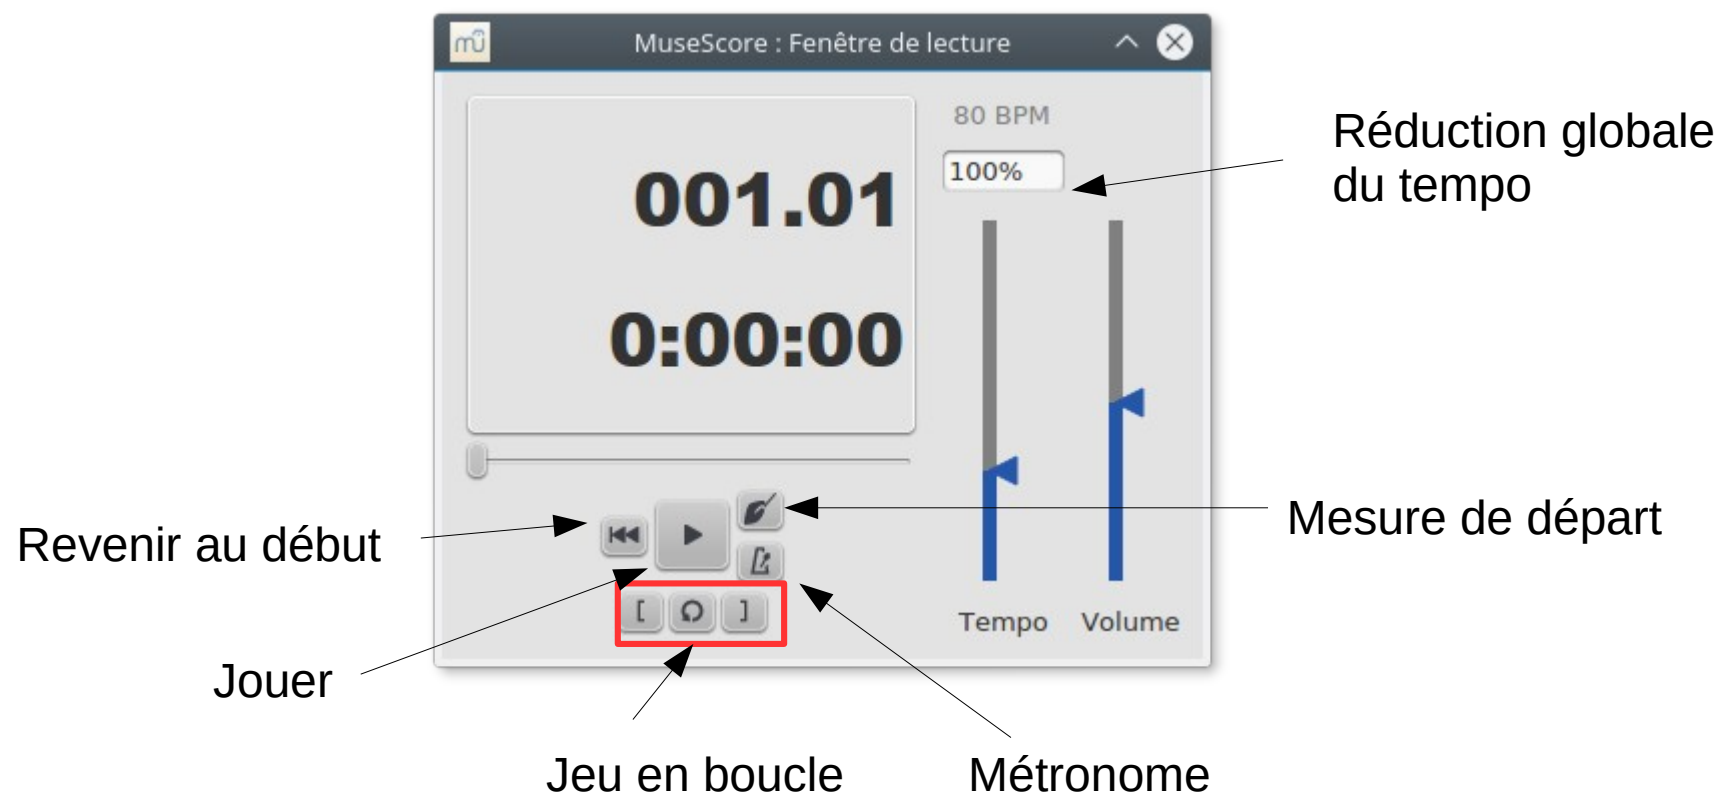 mû
MuseScore : Fenêtre de lecture
80 BPM
100%
Réduction globale
du tempo
001.01
0:00:00
Mesure de départ
Revenir au début
[ ]
Tempo Volume
Jouer
Jeu en boucle
Métronome